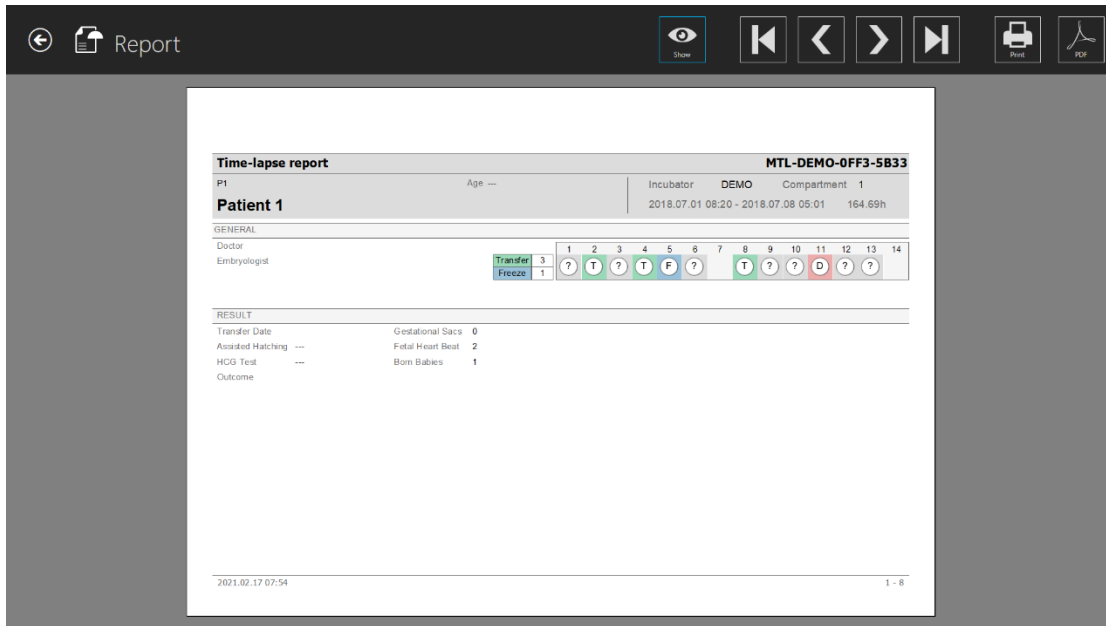 Report
Show
Print
PDF
Time-lapse report MTL-DEMO-0FF3-5B33
P1 Age --- Incubator DEMO Compartment 1
Patient 1 2018.07.01 08:20 - 2018.07.08 05:01 164.69h
GENERAL
Doctor
Embryologist
1 2 3 4 5 6 7 8 9 10 11 12 13 14
Transfer 3
Freeze 1
? T ? T F ? T ? ? D ? ?
RESULT
Transfer Date Gestational Sacs 0
Assisted Hatching --- Fetal Heart Beat 2
HCG Test --- Born Babies 1
Outcome
2021.02.17 07:54 1 - 8